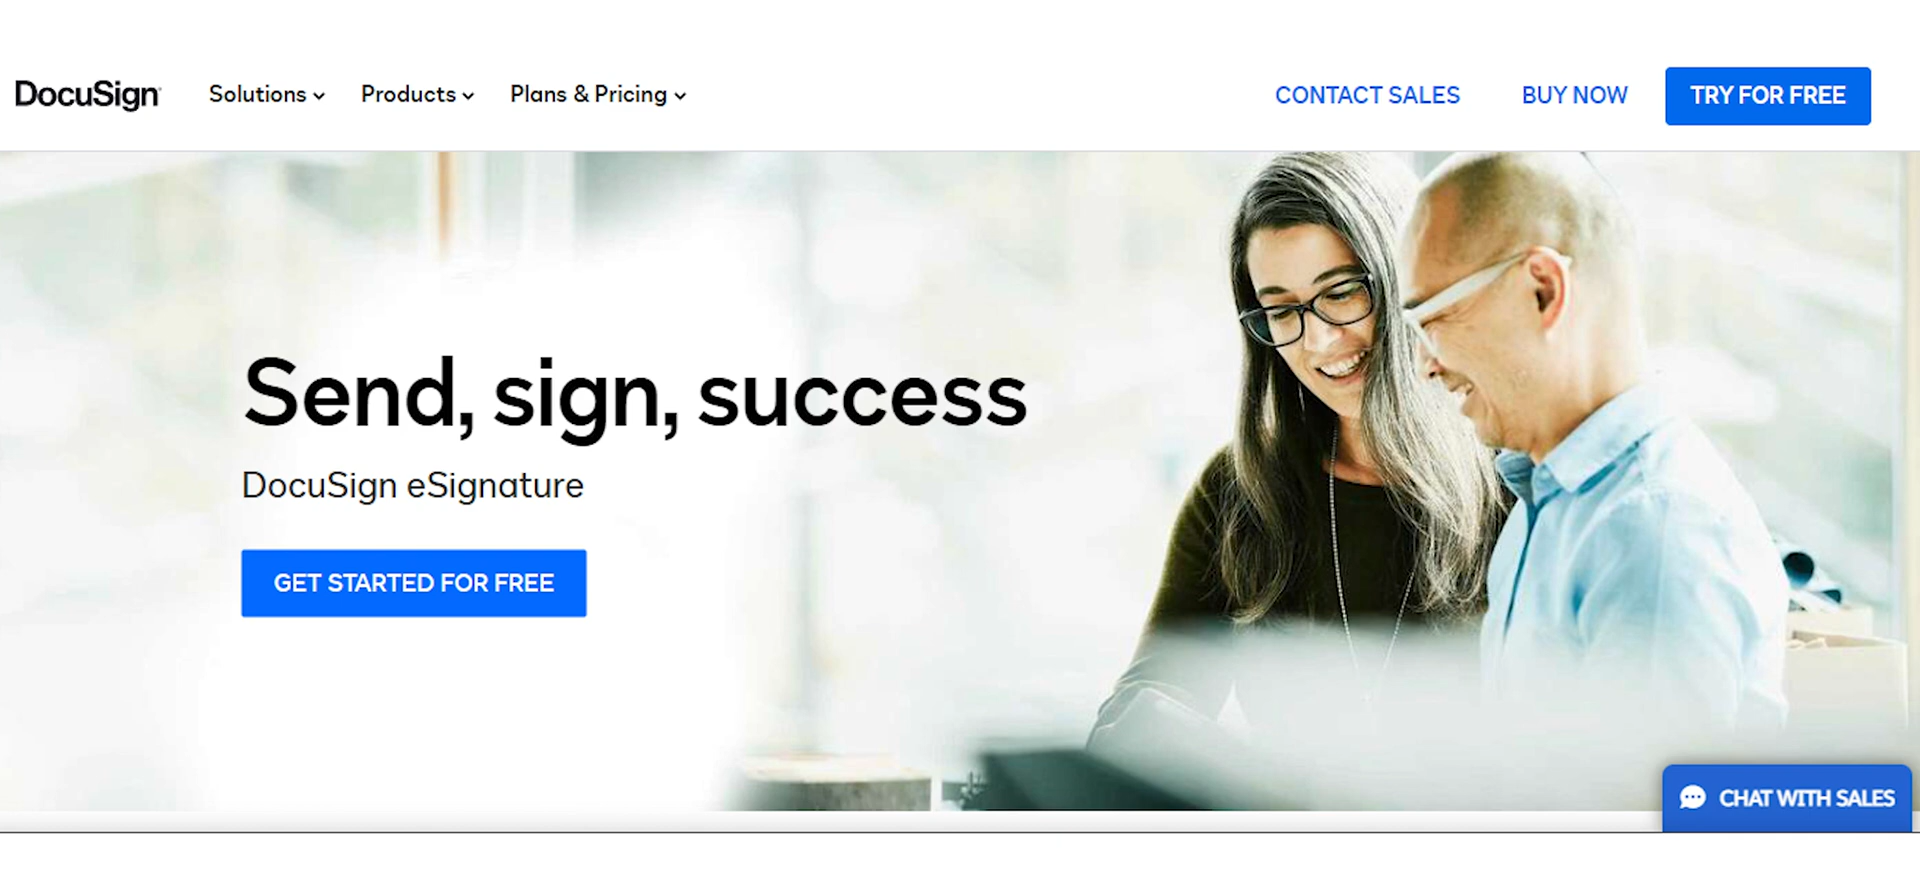 DocuSign Solutions Products Plans & Pricing CONTACT SALES BUY NOW TRY FOR FREE
Send, sign, success
DocuSign eSignature
GET STARTED FOR FREE
CHAT WITH SALES